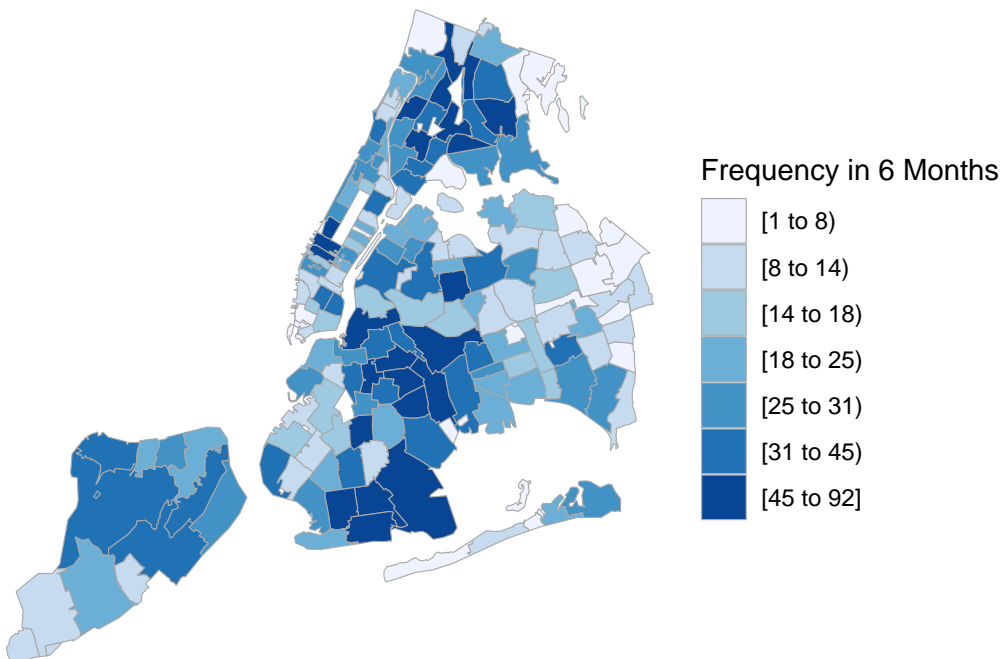 Frequency in 6 Months
[1 to 8)
[8 to 14)
[14 to 18)
[18 to 25)
[25 to 31)
[31 to 45)
[45 to 92]